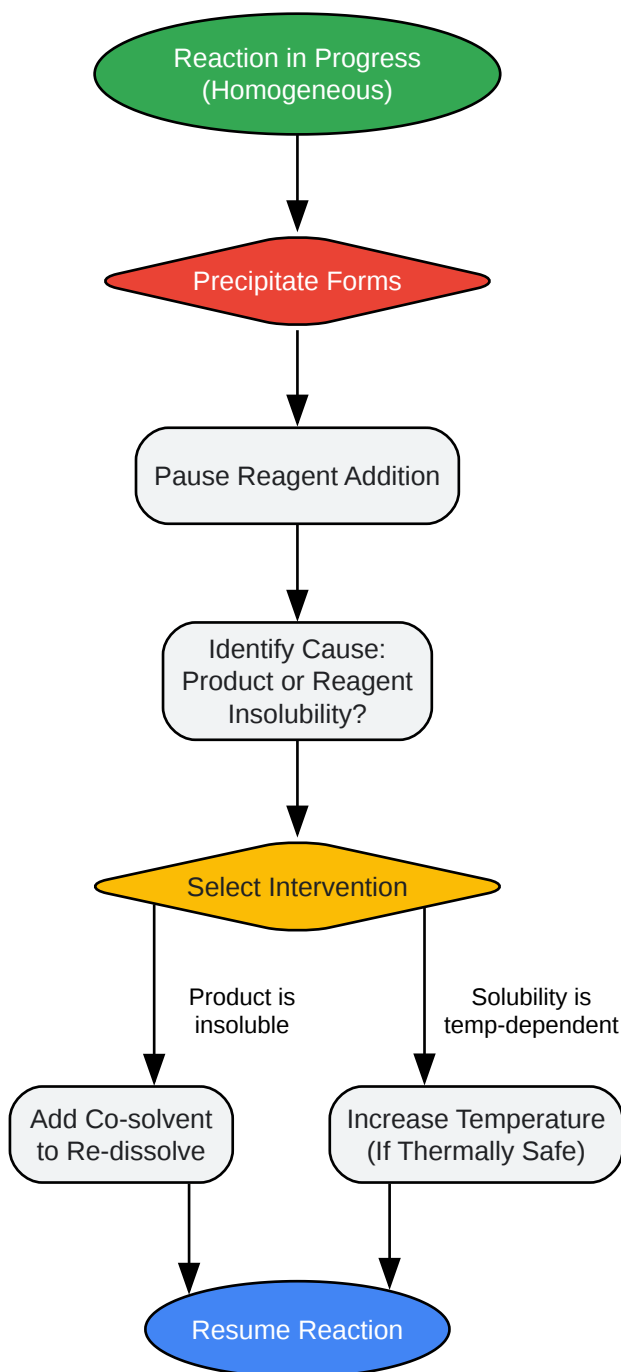 Reaction in Progress
(Homogeneous)
Precipitate Forms
Pause Reagent Addition
Identify Cause:
Product or Reagent
Insolubility?
Select Intervention
Product is
insoluble
Solubility is
temp-dependent
Add Co-solvent
to Re-dissolve
Increase Temperature
(If Thermally Safe)
Resume Reaction